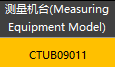 测量机台(Measuring
Equipment Model)
CTUB09011